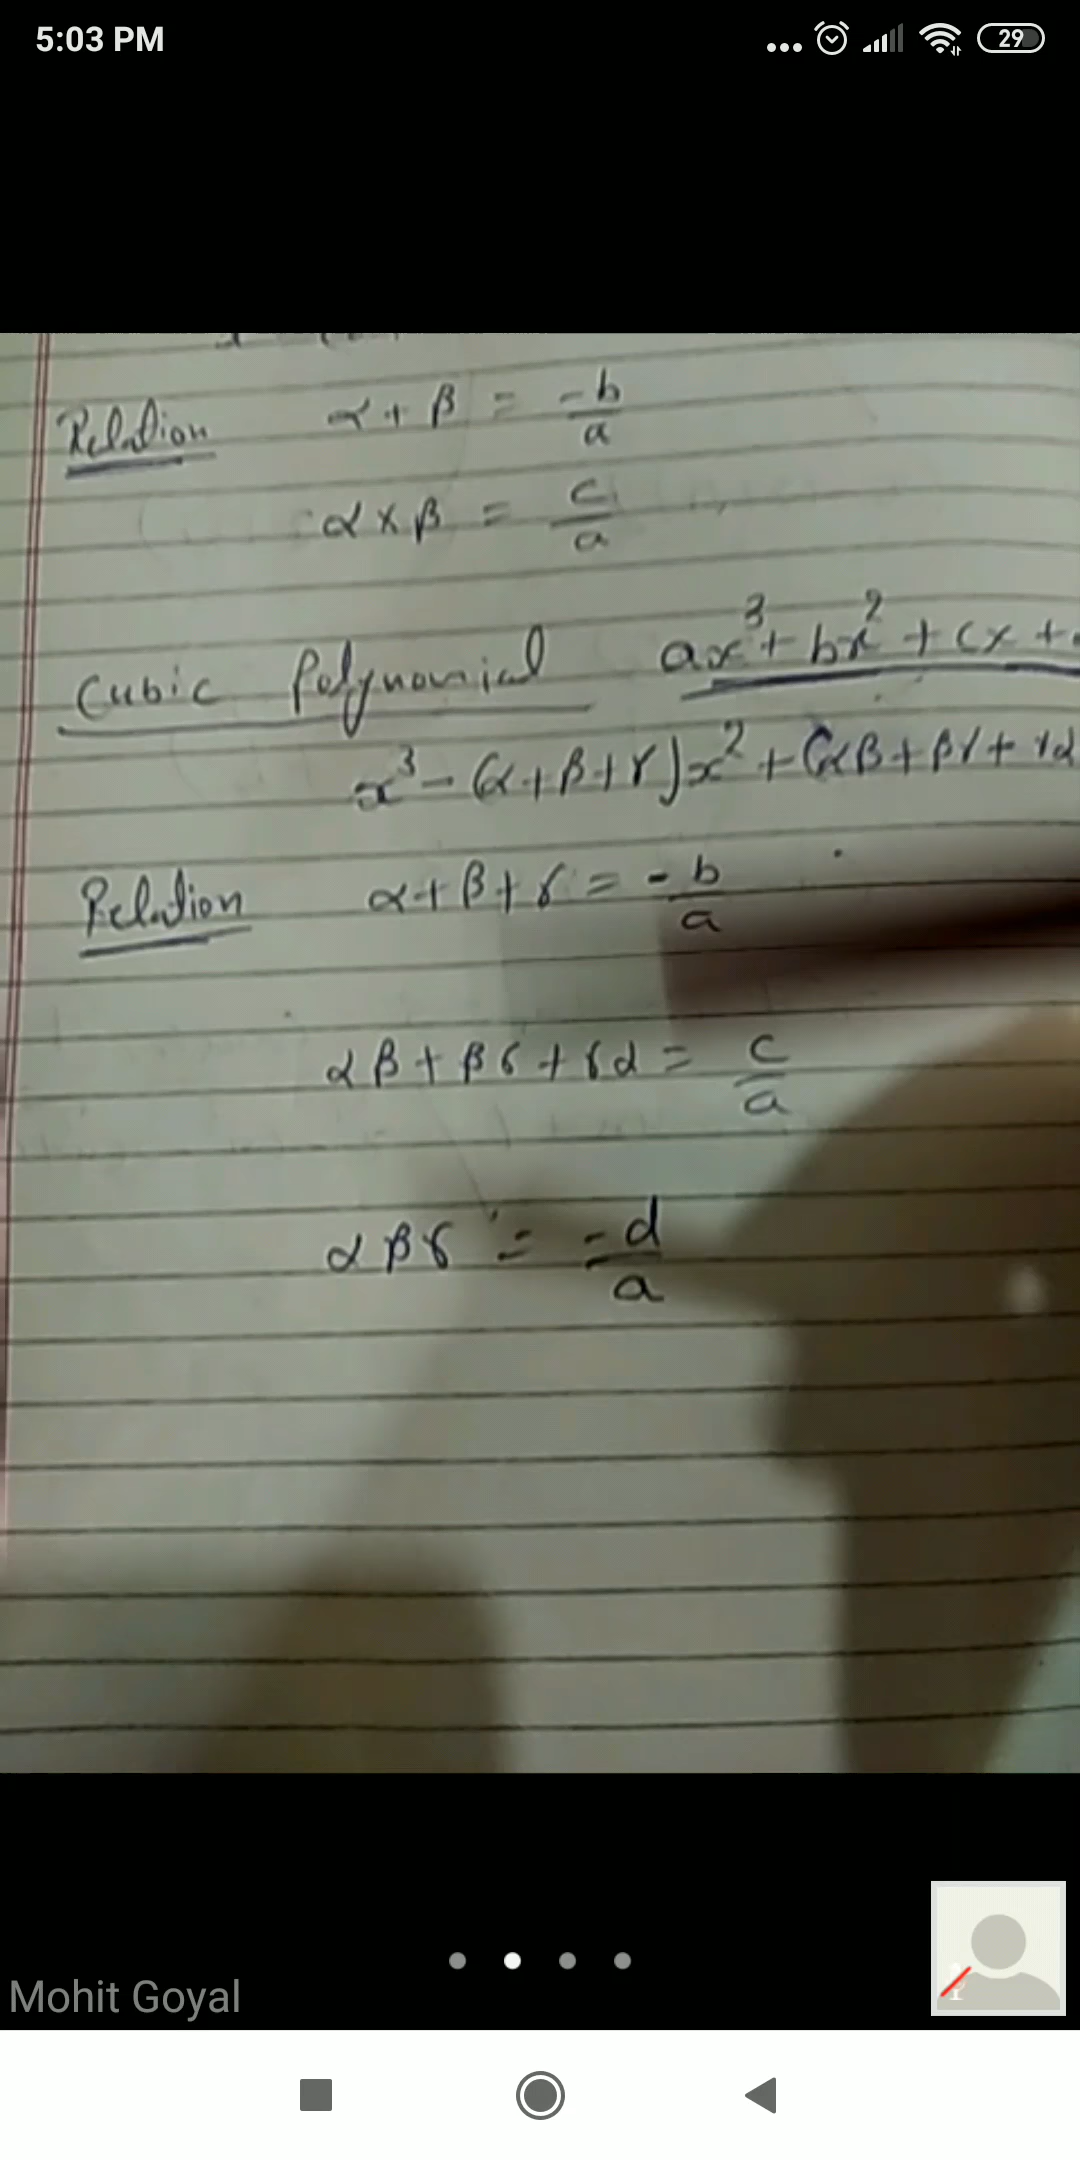 5:03 PM
29
Relation α + β = -b/a
α × β = c/a
Cubic Polynomial ax³ + bx² + cx +
x³ - (α+β+γ)x² + (αβ+βγ+γα
Relation α+β+γ = -b/a
αβ+βγ+γα = c/a
αβγ = -d/a
Mohit Goyal